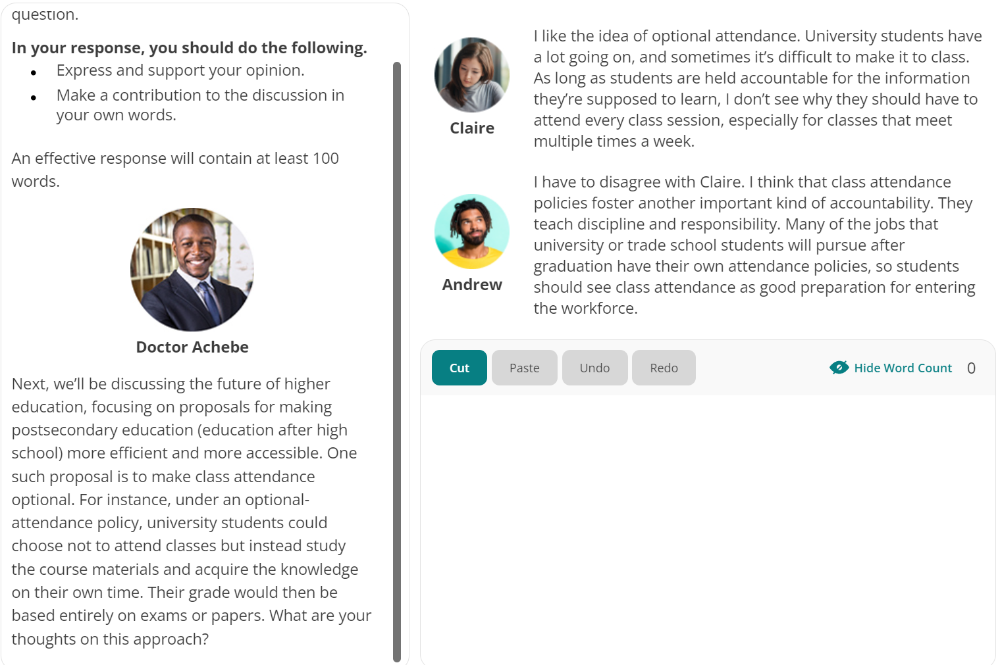 question.
In your response, you should do the following.
• Express and support your opinion.
• Make a contribution to the discussion in
your own words.
An effective response will contain at least 100
words.
Doctor Achebe
Next, we’ll be discussing the future of higher
education, focusing on proposals for making
postsecondary education (education after high
school) more efficient and more accessible. One
such proposal is to make class attendance
optional. For instance, under an optional-
attendance policy, university students could
choose not to attend classes but instead study
the course materials and acquire the knowledge
on their own time. Their grade would then be
based entirely on exams or papers. What are your
thoughts on this approach?
I like the idea of optional attendance. University students have
a lot going on, and sometimes it’s difficult to make it to class.
As long as students are held accountable for the information
they’re supposed to learn, I don’t see why they should have to
attend every class session, especially for classes that meet
multiple times a week.
Claire
I have to disagree with Claire. I think that class attendance
policies foster another important kind of accountability. They
teach discipline and responsibility. Many of the jobs that
university or trade school students will pursue after
graduation have their own attendance policies, so students
should see class attendance as good preparation for entering
the workforce.
Andrew
Cut Paste Undo Redo Hide Word Count 0